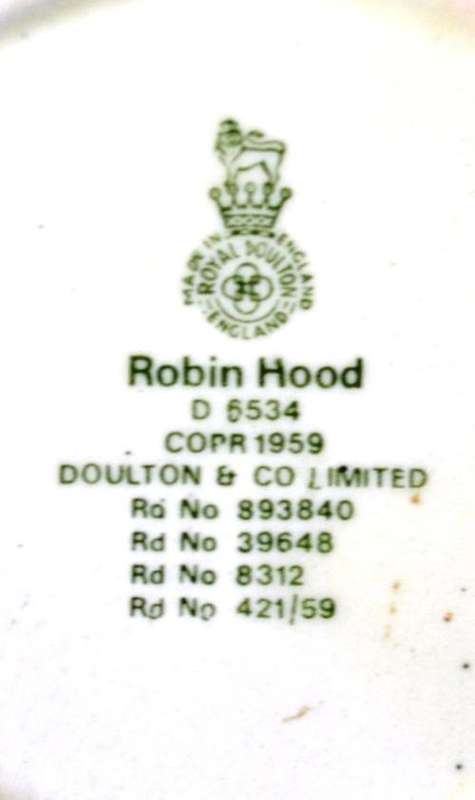 MADE IN ENGLAND
ROYAL DOULTON
ENGLAND
Robin Hood
D 6534
COPR 1959
DOULTON & CO LIMITED
Rd No 893840
Rd No 39648
Rd No 8312
Rd No 421/59